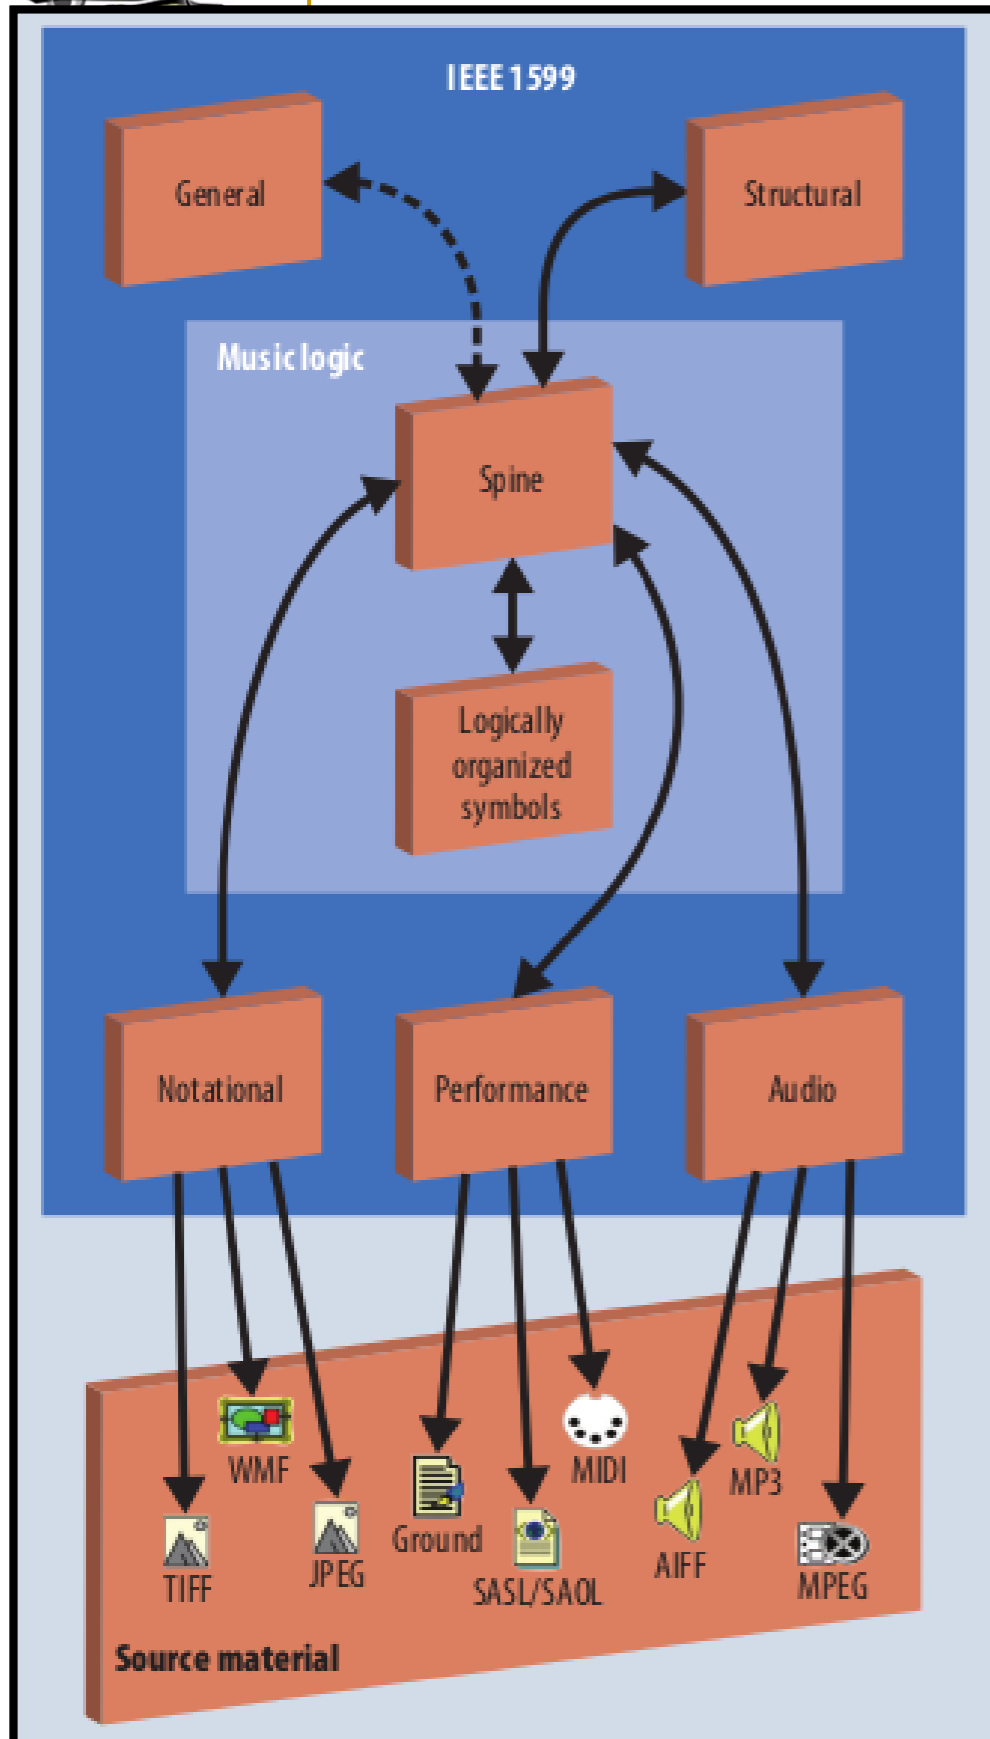 IEEE 1599
General
Structural
Music logic
Spine
Logically
organized
symbols
Notational
Performance
Audio
WMF
MIDI
MP3
Ground
JPEG
TIFF
SASL/SAOL
AIFF
MPEG
Source material